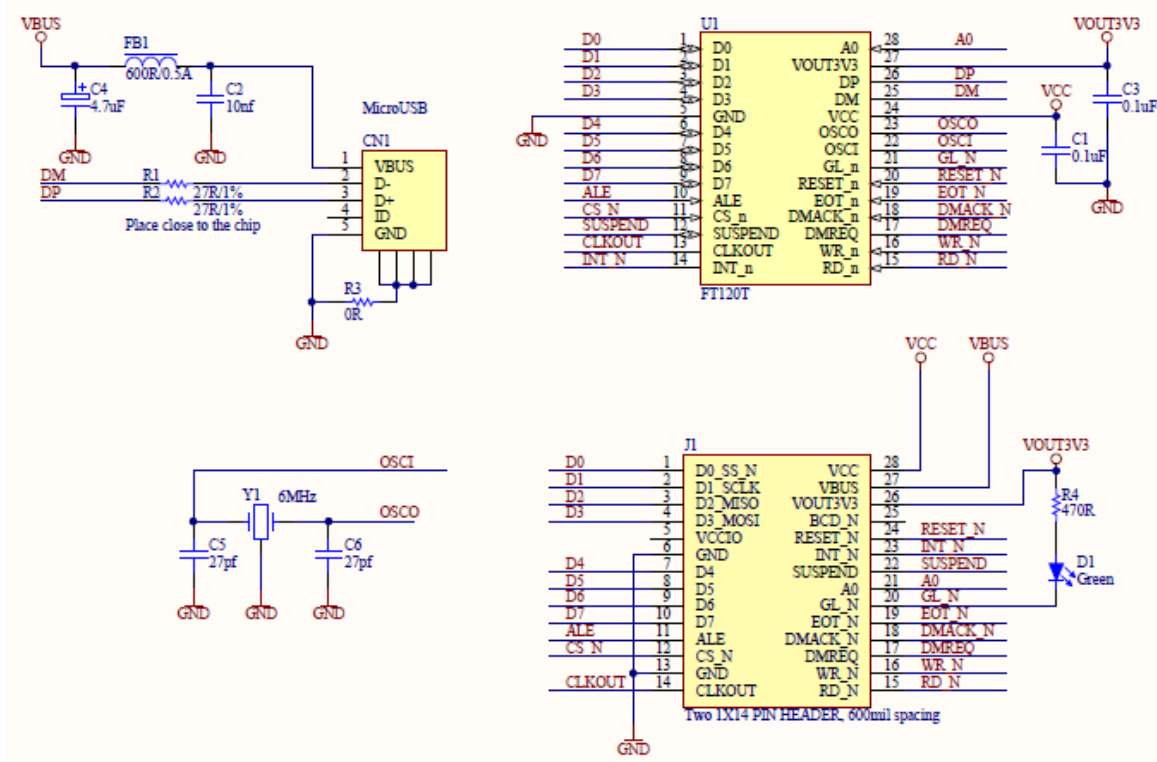 VBUS
FB1
600R/0.5A
C4
4.7uF
C2
10nf
GND
GND
MicroUSB
CN1
1 VBUS
DM R1 2 D-
27R/1%
DP R2 3 D+
27R/1%
4 ID
5 GND
Place close to the chip
R3
0R
GND
U1
D0 1 D0
D1 2 D1
D2 3 D2
D3 4 D3
5 GND
D4 6 D4
D5 7 D5
D6 8 D6
D7 9 D7
ALE 10 ALE
CS_N 11 CS_n
SUSPEND 12 SUSPEND
CLKOUT 13 CLKOUT
INT_N 14 INT_n
GND
A0 28 A0
VOUT3V3 27
DP 26 DP
DM 25 DM
VCC 24
OSCO 23 OSCO
OSCI 22 OSCI
GL_n 21 GL_N
RESET_n 20 RESET_N
EOT_n 19 EOT_N
DMACK_n 18 DMACK_N
DMREQ 17 DMREQ
WR_n 16 WR_N
RD_n 15 RD_N
FT120T
VOUT3V3
C3
0.1uF
VCC
C1
0.1uF
GND
OSCI
Y1 6MHz
OSCO
C5
27pf
C6
27pf
GND
GND
GND
J1
D0 1 D0_SS_N
D1 2 D1_SCLK
D2 3 D2_MISO
D3 4 D3_MOSI
5 VCCIO
6 GND
D4 7 D4
D5 8 D5
D6 9 D6
D7 10 D7
ALE 11 ALE
CS_N 12 CS_N
13 GND
CLKOUT 14 CLKOUT
VCC 28
VBUS 27
VOUT3V3 26
BCD_N 25
RESET_N 24 RESET_N
INT_N 23 INT_N
SUSPEND 22 SUSPEND
A0 21 A0
GL_N 20 GL_N
EOT_N 19 EOT_N
DMACK_N 18 DMACK_N
DMREQ 17 DMREQ
WR_N 16 WR_N
RD_N 15 RD_N
Two 1X14 PIN HEADER, 600mil spacing
GND
VCC
VBUS
VOUT3V3
R4
470R
D1
Green